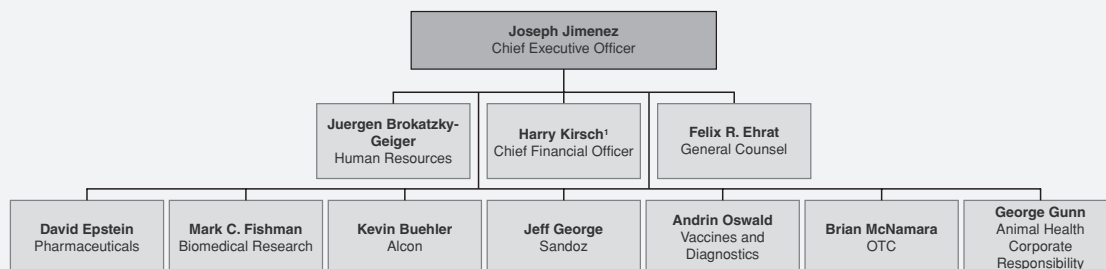 Joseph Jimenez
Chief Executive Officer
Juergen Brokatzky-
Geiger
Human Resources
Harry Kirsch¹
Chief Financial Officer
Felix R. Ehrat
General Counsel
David Epstein
Pharmaceuticals
Mark C. Fishman
Biomedical Research
Kevin Buehler
Alcon
Jeff George
Sandoz
Andrin Oswald
Vaccines and
Diagnostics
Brian McNamara
OTC
George Gunn
Animal Health
Corporate
Responsibility